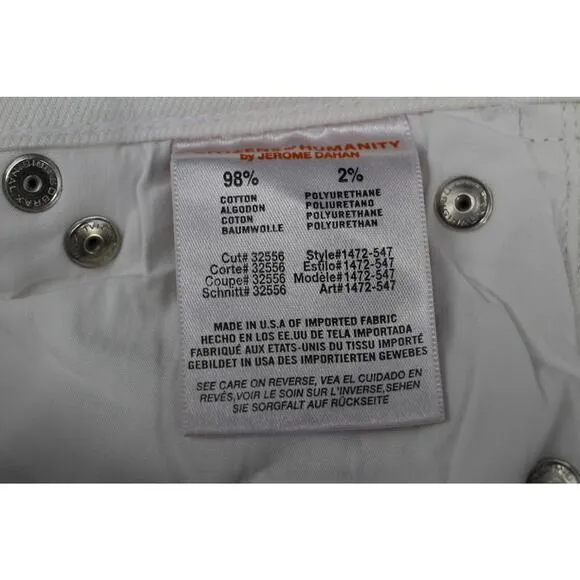 HUMANITY
by JEROME DAHAN
98% 2%
COTTON POLYURETHANE
ALGODON POLIURETANO
COTON POLYURETHANE
BAUMWOLLE POLYURETHAN
Cut# 32556 Style#1472-547
Corte# 32556 Estilo#1472-547
Coupe# 32556 Modele#1472-547
Schnitt# 32556 Art#1472-547
MADE IN U.S.A OF IMPORTED FABRIC
HECHO EN LOS EE.UU DE TELA IMPORTADA
FABRIQUÉ AUX ETATS-UNIS DU TISSU IMPORTÉ
GEBILDET IN USA DES IMPORTIERTEN GEWEBES
SEE CARE ON REVERSE, VEA EL CUIDADO EN
REVÉS,VOIR LE SOIN SUR L'INVERSE,SEHEN
SIE SORGFALT AUF RÜCKSEITE